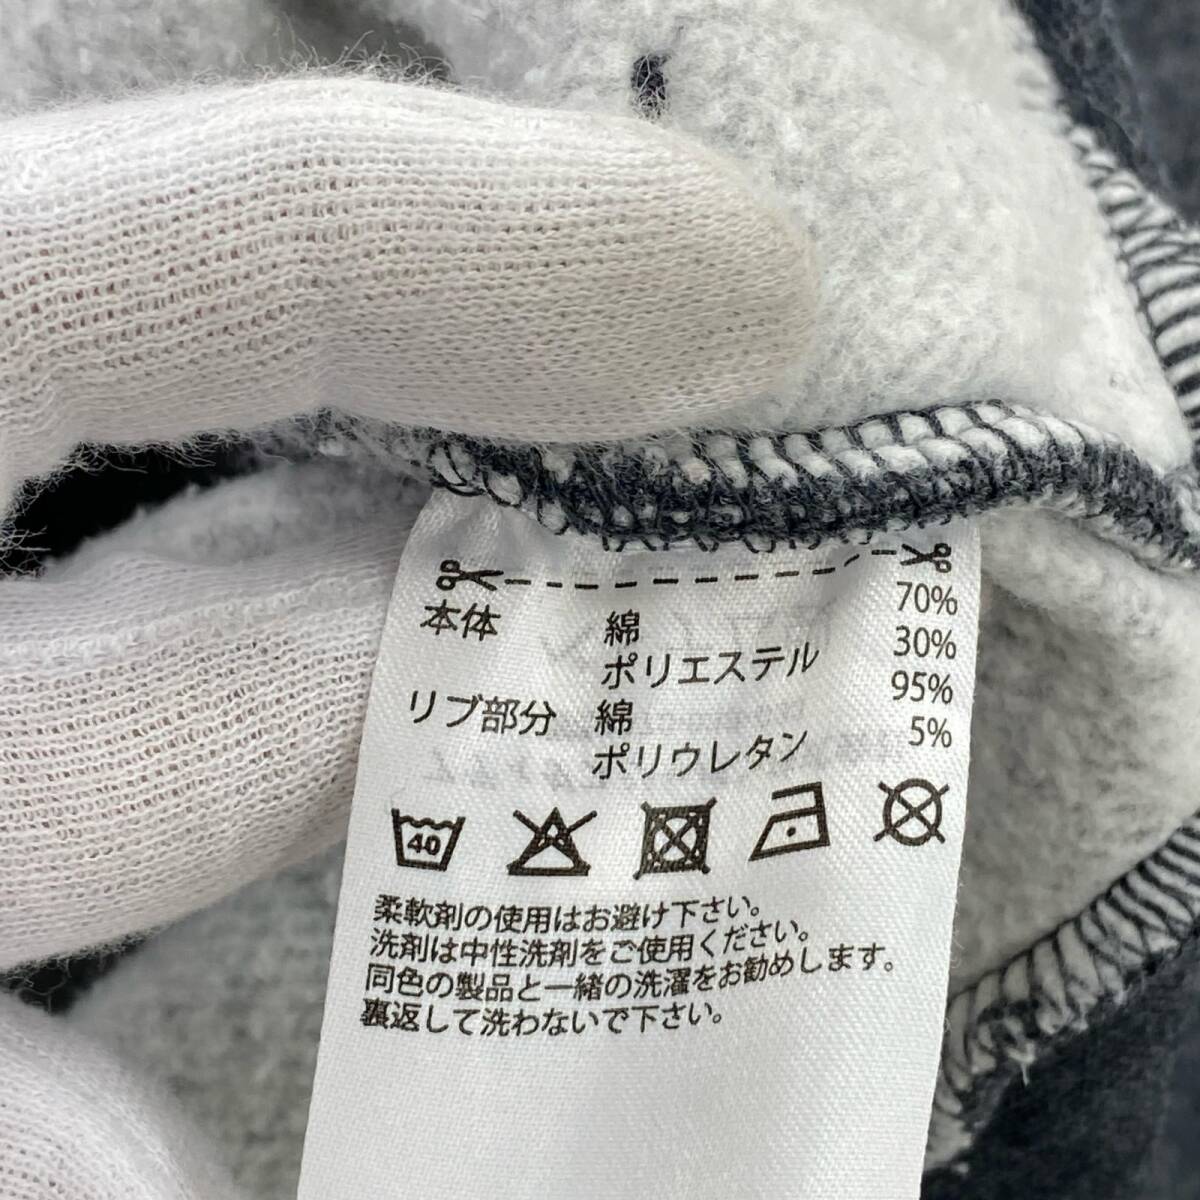 本体 綿 70%
ポリエステル 30%
リブ部分 綿 95%
ポリウレタン 5%
40
柔軟剤の使用はお避け下さい。
洗剤は中性洗剤をご使用ください。
同色の製品と一緒の洗濯をお勧めします。
裏返して洗わないで下さい。